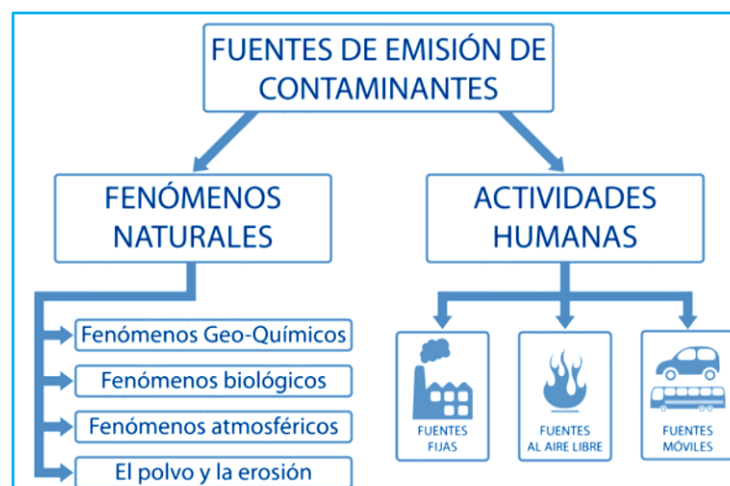 FUENTES DE EMISIÓN DE
CONTAMINANTES
FENÓMENOS
NATURALES
Fenómenos Geo-Químicos
Fenómenos biológicos
Fenómenos atmosféricos
El polvo y la erosión
ACTIVIDADES
HUMANAS
FUENTES
FIJAS
FUENTES
AL AIRE LIBRE
FUENTES
MÓVILES